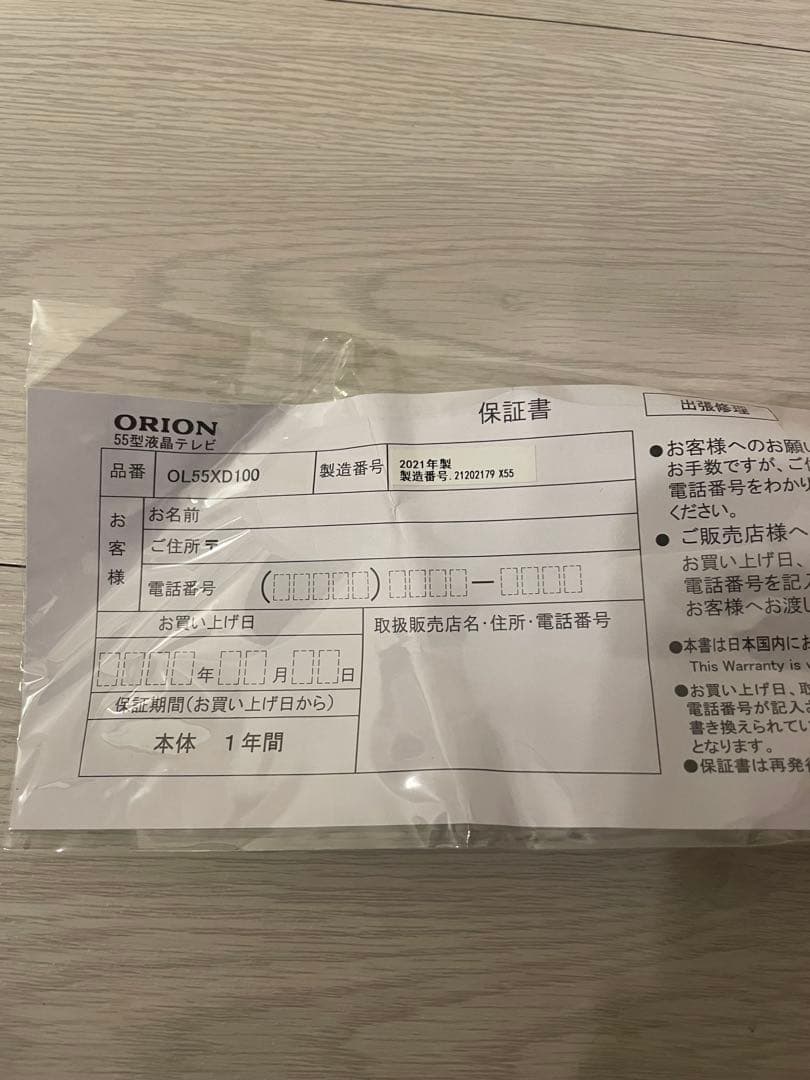 ORION
55型液晶テレビ
保証書
出張修理
品番 OL55XD100 製造番号 2021年製
製造番号.21202179 X55
お客様
お名前
ご住所〒
電話番号 ( ) ー
お買い上げ日
取扱販売店名・住所・電話番号
年 月 日
保証期間(お買い上げ日から)
本体 1年間
●お客様へのお願い
お手数ですが、ご
電話番号をわかり
ください。
●ご販売店様へ
お買い上げ日、
電話番号を記入
お客様へお渡し
●本書は日本国内にお
This Warranty is
●お買い上げ日、取
電話番号が記入
書き換えられてい
となります。
●保証書は再発